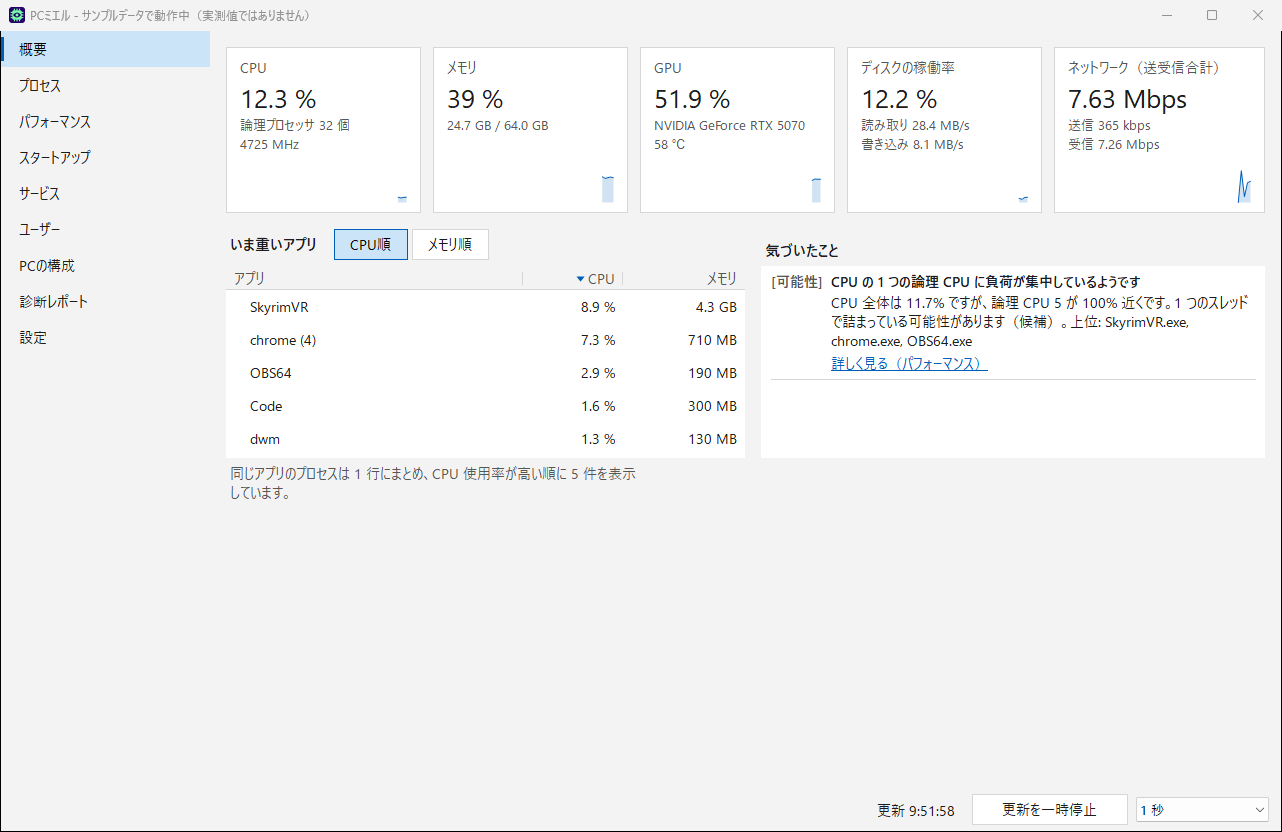 PCミエル - サンプルデータで動作中（実測値ではありません）
概要
プロセス
パフォーマンス
スタートアップ
サービス
ユーザー
PCの構成
診断レポート
設定
CPU
12.3 %
論理プロセッサ 32 個
4725 MHz
メモリ
39 %
24.7 GB / 64.0 GB
GPU
51.9 %
NVIDIA GeForce RTX 5070
58 °C
ディスクの稼働率
12.2 %
読み取り 28.4 MB/s
書き込み 8.1 MB/s
ネットワーク（送受信合計）
7.63 Mbps
送信 365 kbps
受信 7.26 Mbps
いま重いアプリ CPU順 メモリ順
アプリ CPU メモリ
SkyrimVR 8.9 % 4.3 GB
chrome (4) 7.3 % 710 MB
OBS64 2.9 % 190 MB
Code 1.6 % 300 MB
dwm 1.3 % 130 MB
同じアプリのプロセスは 1 行にまとめ、CPU 使用率が高い順に 5 件を表示
しています。
気づいたこと
[可能性] CPU の 1 つの論理 CPU に負荷が集中しているようです
CPU 全体は 11.7% ですが、論理 CPU 5 が 100% 近くです。1 つのスレッド
で詰まっている可能性があります（候補）。上位: SkyrimVR.exe,
chrome.exe, OBS64.exe
詳しく見る（パフォーマンス）
更新 9:51:58 更新を一時停止 1 秒